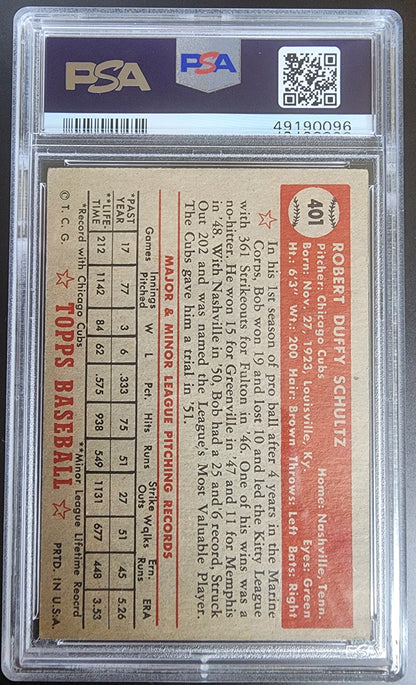 PSA
PSA
49190096
401
ROBERT DUFFY SCHULTZ
Pitcher: Chicago Cubs Home: Nashville, Tenn.
Born: Nov. 27, 1923, Louisville, Ky. Eyes: Green
Ht.: 6'3" Wt.: 200 Hair: Brown Throws: Left Bats: Right
In his 1st season of pro ball after 4 years in the Marine
Corps, Bob won 19 and lost 10 and led the Kitty League
with 361 Strikeouts for Fulton in '46. One of his wins was a
no-hitter. He won 15 for Greenville in '47 and 11 for Memphis
in '48. With Nashville in '50, Bob had a 25 and 6 record, Struck
Out 202 and was named the League's Most Valuable Player.
The Cubs gave him a trial in '51.
MAJOR & MINOR LEAGUE PITCHING RECORDS
Games Innings Pitched W L Pct. Hits Runs Strike Outs Walks Ern. Runs ERA
*PAST YEAR 17 77 3 6 .333 75 51 27 51 45 5.26
**LIFE-TIME 212 1142 84 62 .575 938 549 1131 677 448 3.53
*Record with Chicago Cubs **Minor League Lifetime Record
© T. C. G. TOPPS BASEBALL PRTD. IN U.S.A.